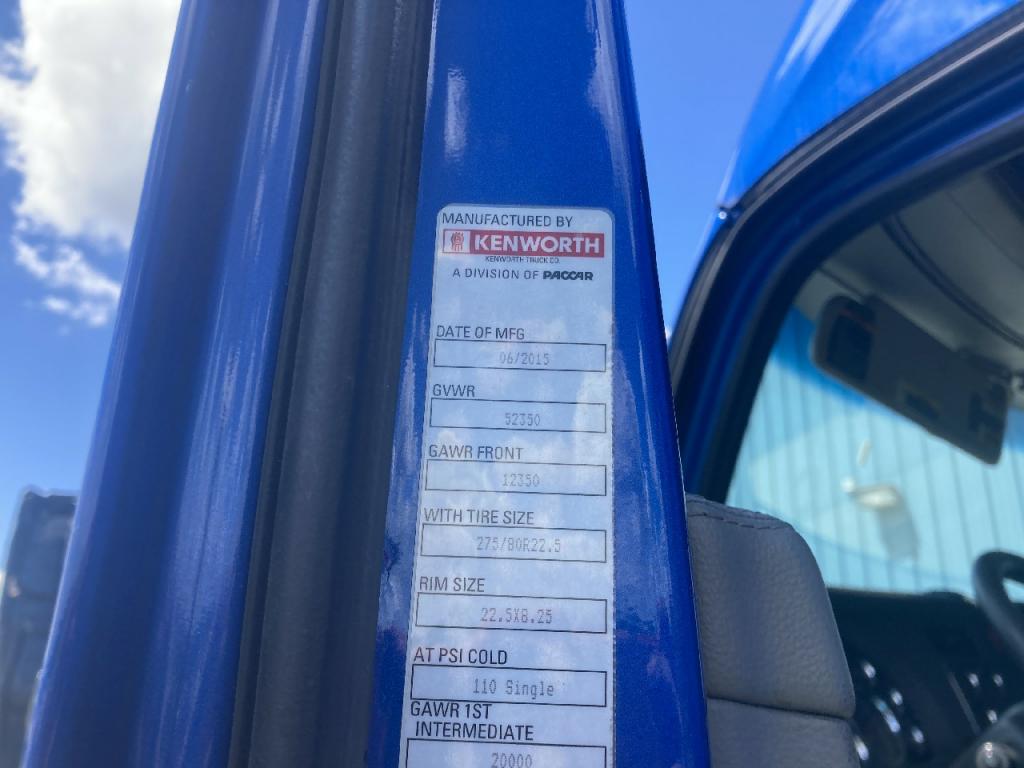 MANUFACTURED BY
KENWORTH
KENWORTH TRUCK CO.
A DIVISION OF PACCAR
DATE OF MFG
06/2015
GVWR
52350
GAWR FRONT
12350
WITH TIRE SIZE
275/80R22.5
RIM SIZE
22.5X8.25
AT PSI COLD
110 Single
GAWR 1ST
INTERMEDIATE
20000